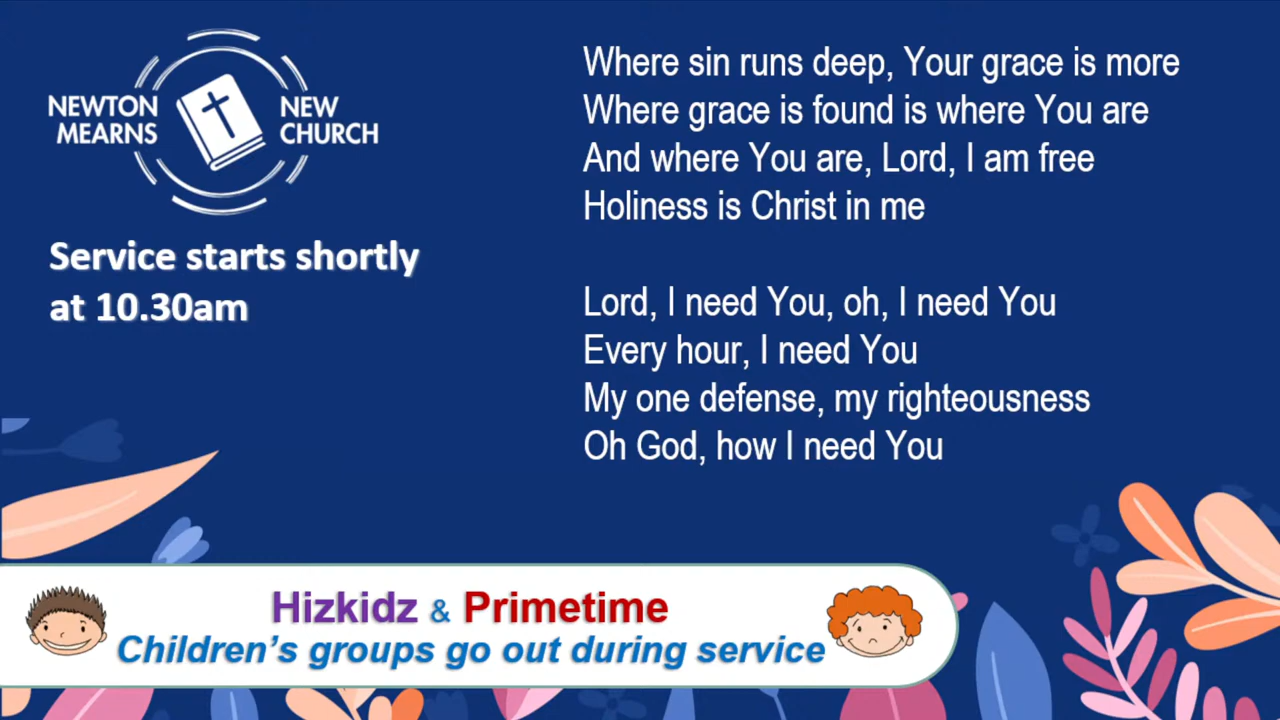 NEWTON MEARNS
NEW CHURCH
Service starts shortly
at 10.30am
Where sin runs deep, Your grace is more
Where grace is found is where You are
And where You are, Lord, I am free
Holiness is Christ in me
Lord, I need You, oh, I need You
Every hour, I need You
My one defense, my righteousness
Oh God, how I need You
Hizkidz & Primetime
Children's groups go out during service